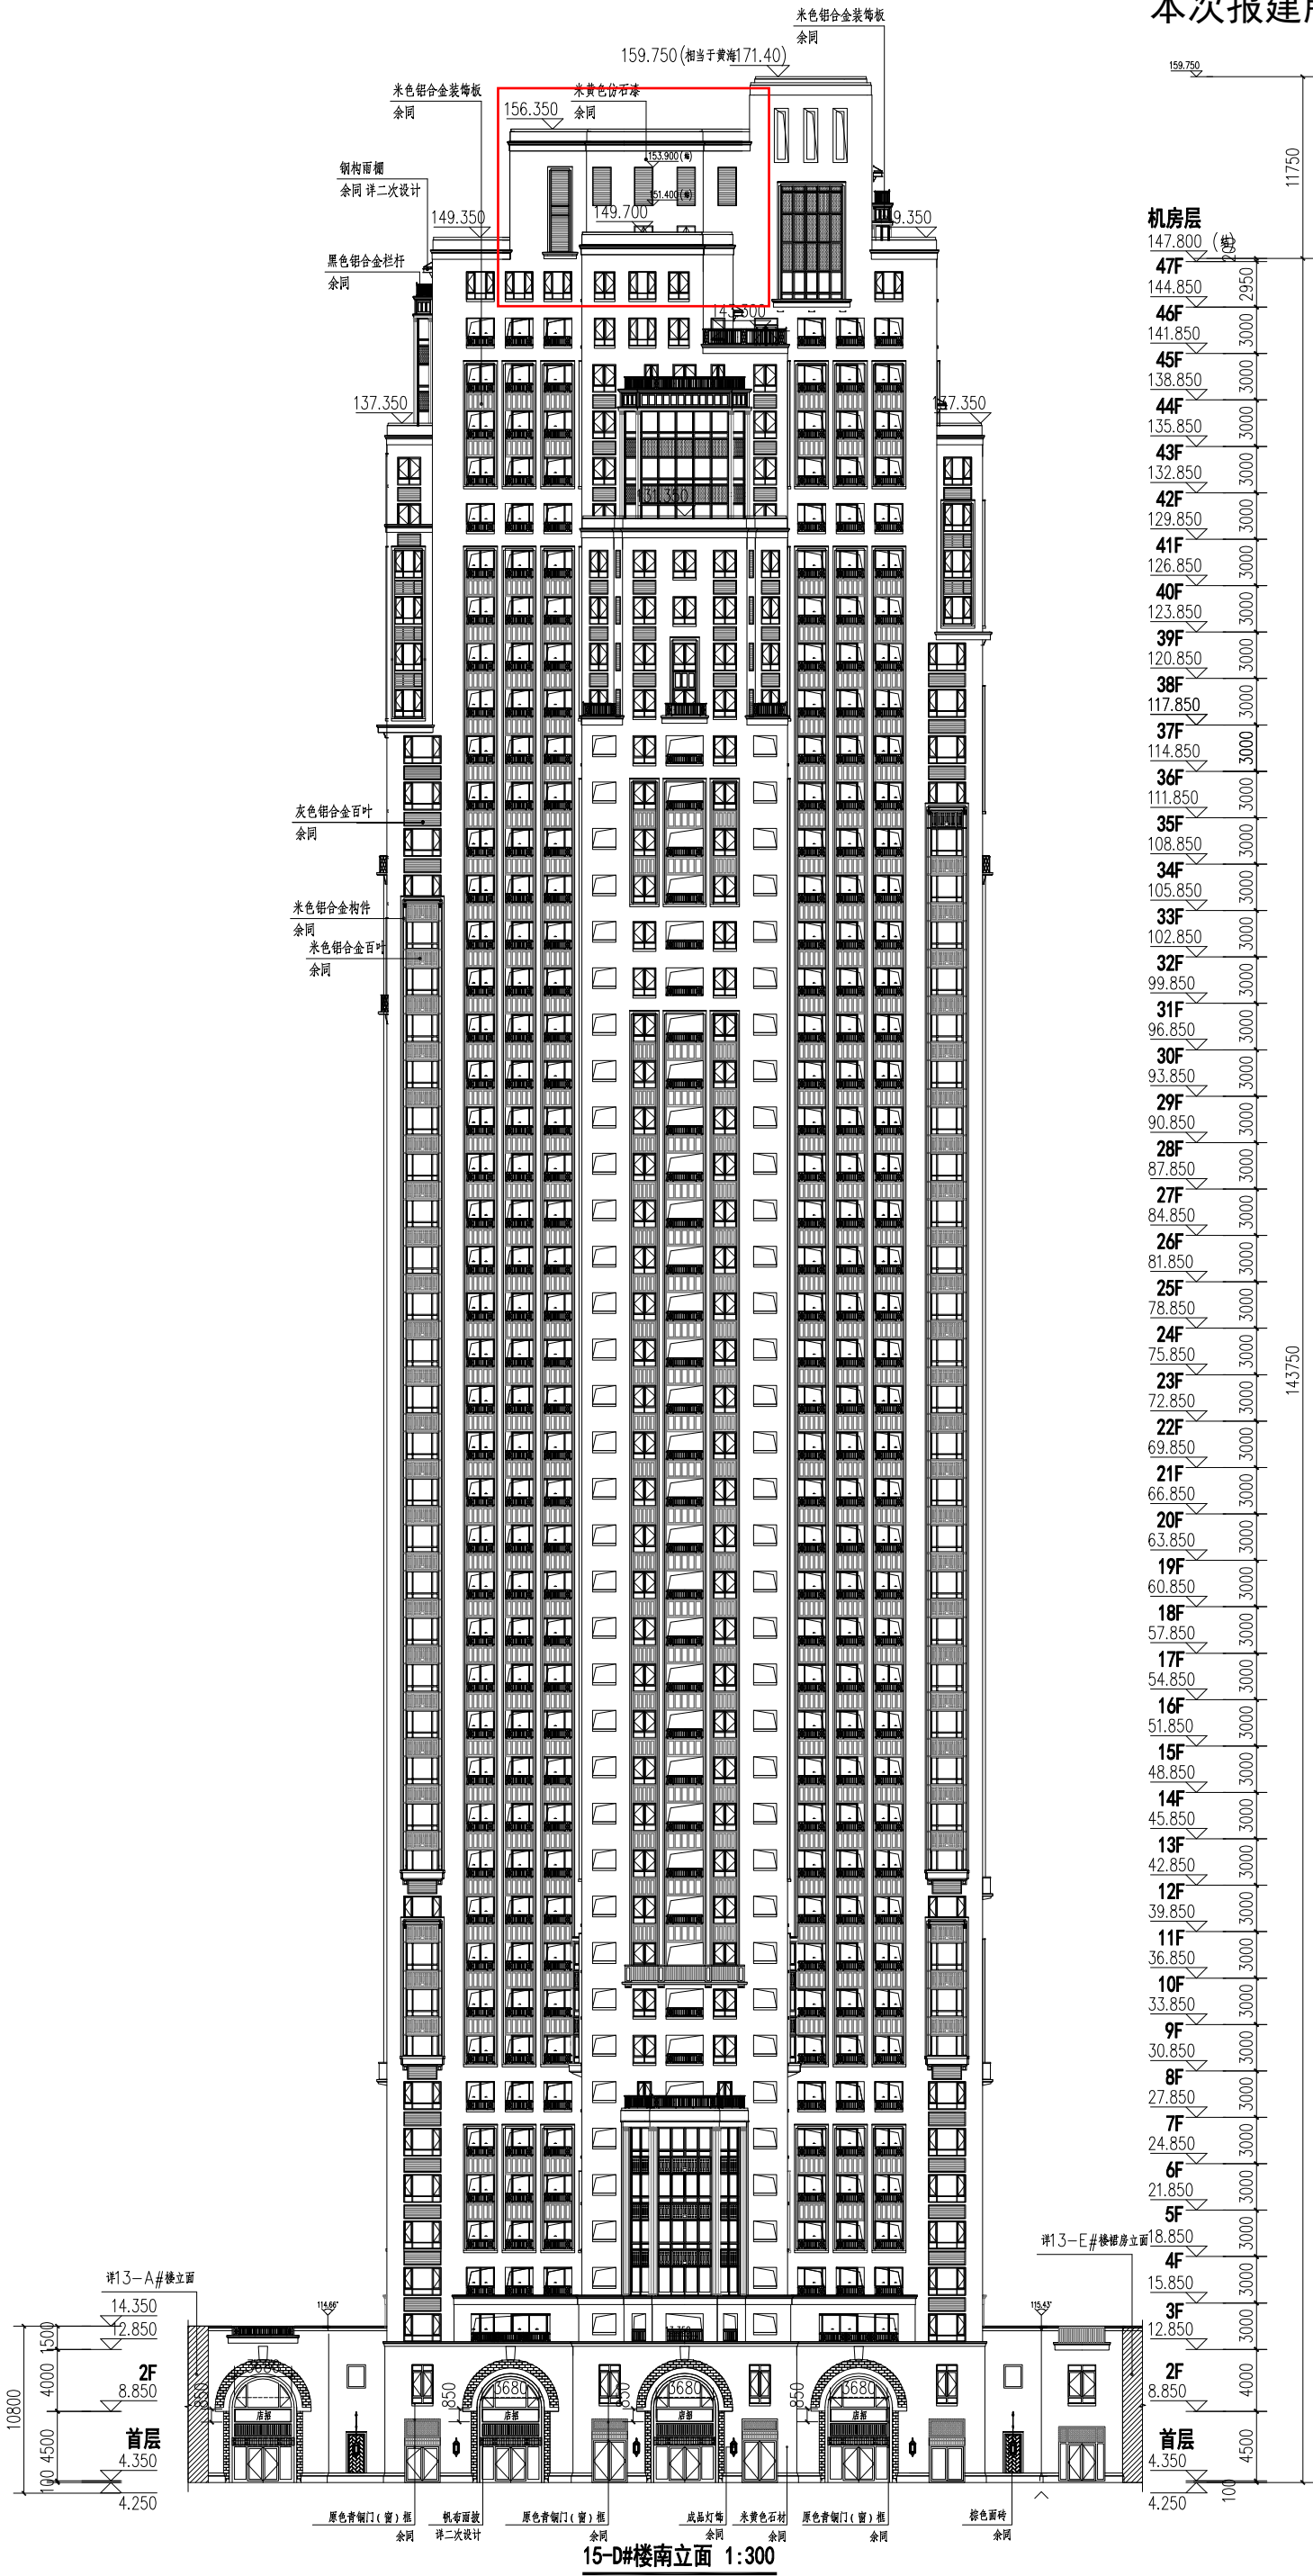 本次报建
米色铝合金装饰板
余同
159.750(相当于黄海171.40)
159.750
米色铝合金装饰板
余同
米黄色仿石漆
余同
156.350
153.900
151.400
149.700
钢构雨棚
余同 详二次设计
149.350
9.350
黑色铝合金栏杆
余同
137.350
131.350
灰色铝合金百叶
余同
米色铝合金构件
余同
米色铝合金百叶
余同
11750
机房层
147.800
47F
2950
144.850
46F
3000
141.850
45F
3000
138.850
44F
3000
135.850
43F
3000
132.850
42F
3000
129.850
41F
3000
126.850
40F
3000
123.850
39F
3000
120.850
38F
3000
117.850
37F
3000
114.850
36F
3000
111.850
35F
3000
108.850
34F
3000
105.850
33F
3000
102.850
32F
3000
99.850
31F
3000
96.850
30F
3000
93.850
29F
3000
90.850
28F
3000
87.850
27F
3000
84.850
26F
3000
81.850
25F
3000
78.850
24F
3000
75.850
23F
3000
72.850
22F
3000
69.850
21F
3000
66.850
20F
3000
63.850
19F
3000
60.850
18F
3000
57.850
17F
3000
54.850
16F
3000
51.850
15F
3000
48.850
14F
3000
45.850
13F
3000
42.850
12F
3000
39.850
11F
3000
36.850
10F
3000
33.850
9F
3000
30.850
8F
3000
27.850
7F
3000
24.850
6F
3000
21.850
5F
3000
18.850
4F
3000
15.850
3F
3000
12.850
2F
4000
8.850
首层
4500
4.350
100
4.250
143750
详13-E#楼裙房立面
详13-A#楼立面
14.350
12.850
1500
2F
4000
8.850
首层
4500
4.350
100
4.250
10800
114.66°
115.43°
850
3680
850
3680
850
3680
店招
店招
店招
店招
原色青铜门(窗)框
余同
帆布雨披
详二次设计
原色青铜门(窗)框
余同
成品灯饰
余同
米黄色石材
余同
原色青铜门(窗)框
余同
棕色面砖
余同
15-D#楼南立面 1:300